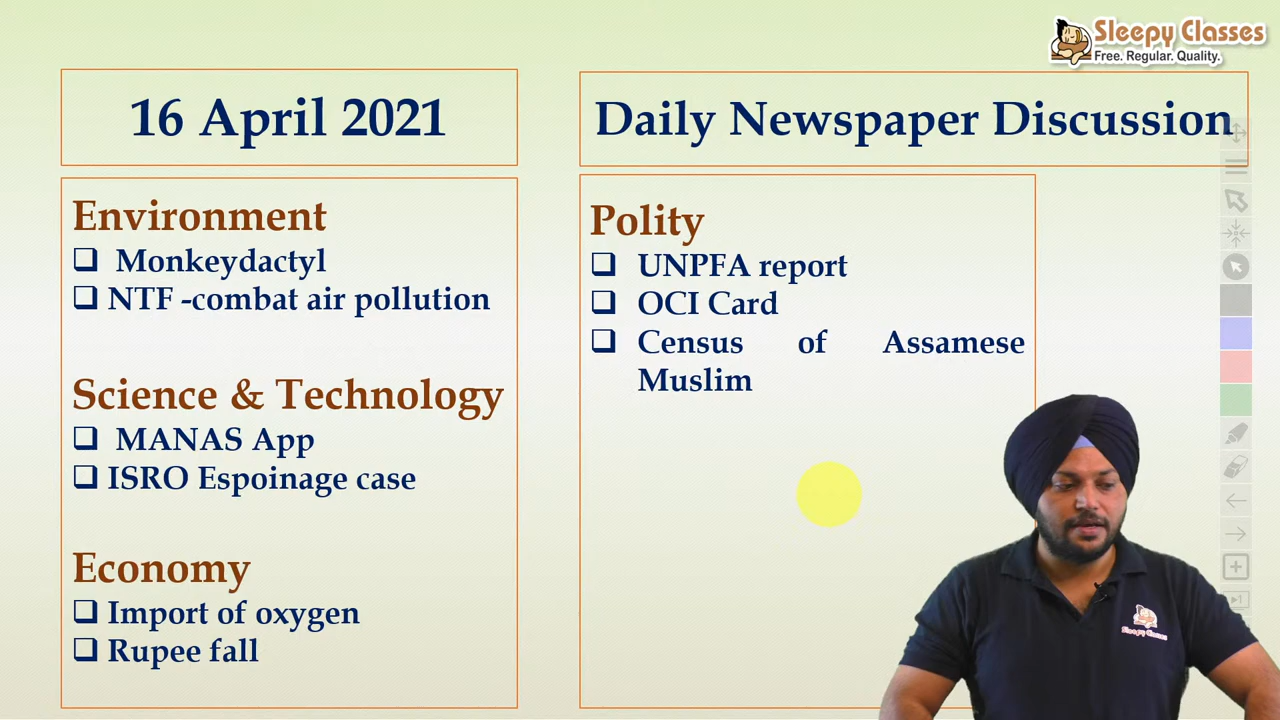 Sleepy Classes
Free. Regular. Quality.
16 April 2021
Daily Newspaper Discussion
Environment
Monkeydactyl
NTF -combat air pollution
Science & Technology
MANAS App
ISRO Espoinage case
Economy
Import of oxygen
Rupee fall
Polity
UNPFA report
OCI Card
Census of Assamese
Muslim
Sleepy Classes